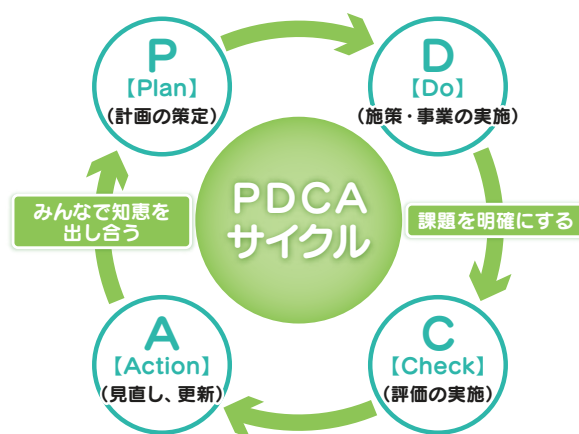 P
【Plan】
(計画の策定)
D
【Do】
(施策・事業の実施)
みんなで知恵を
出し合う
PDCA
サイクル
課題を明確にする
A
【Action】
(見直し、更新)
C
【Check】
(評価の実施)